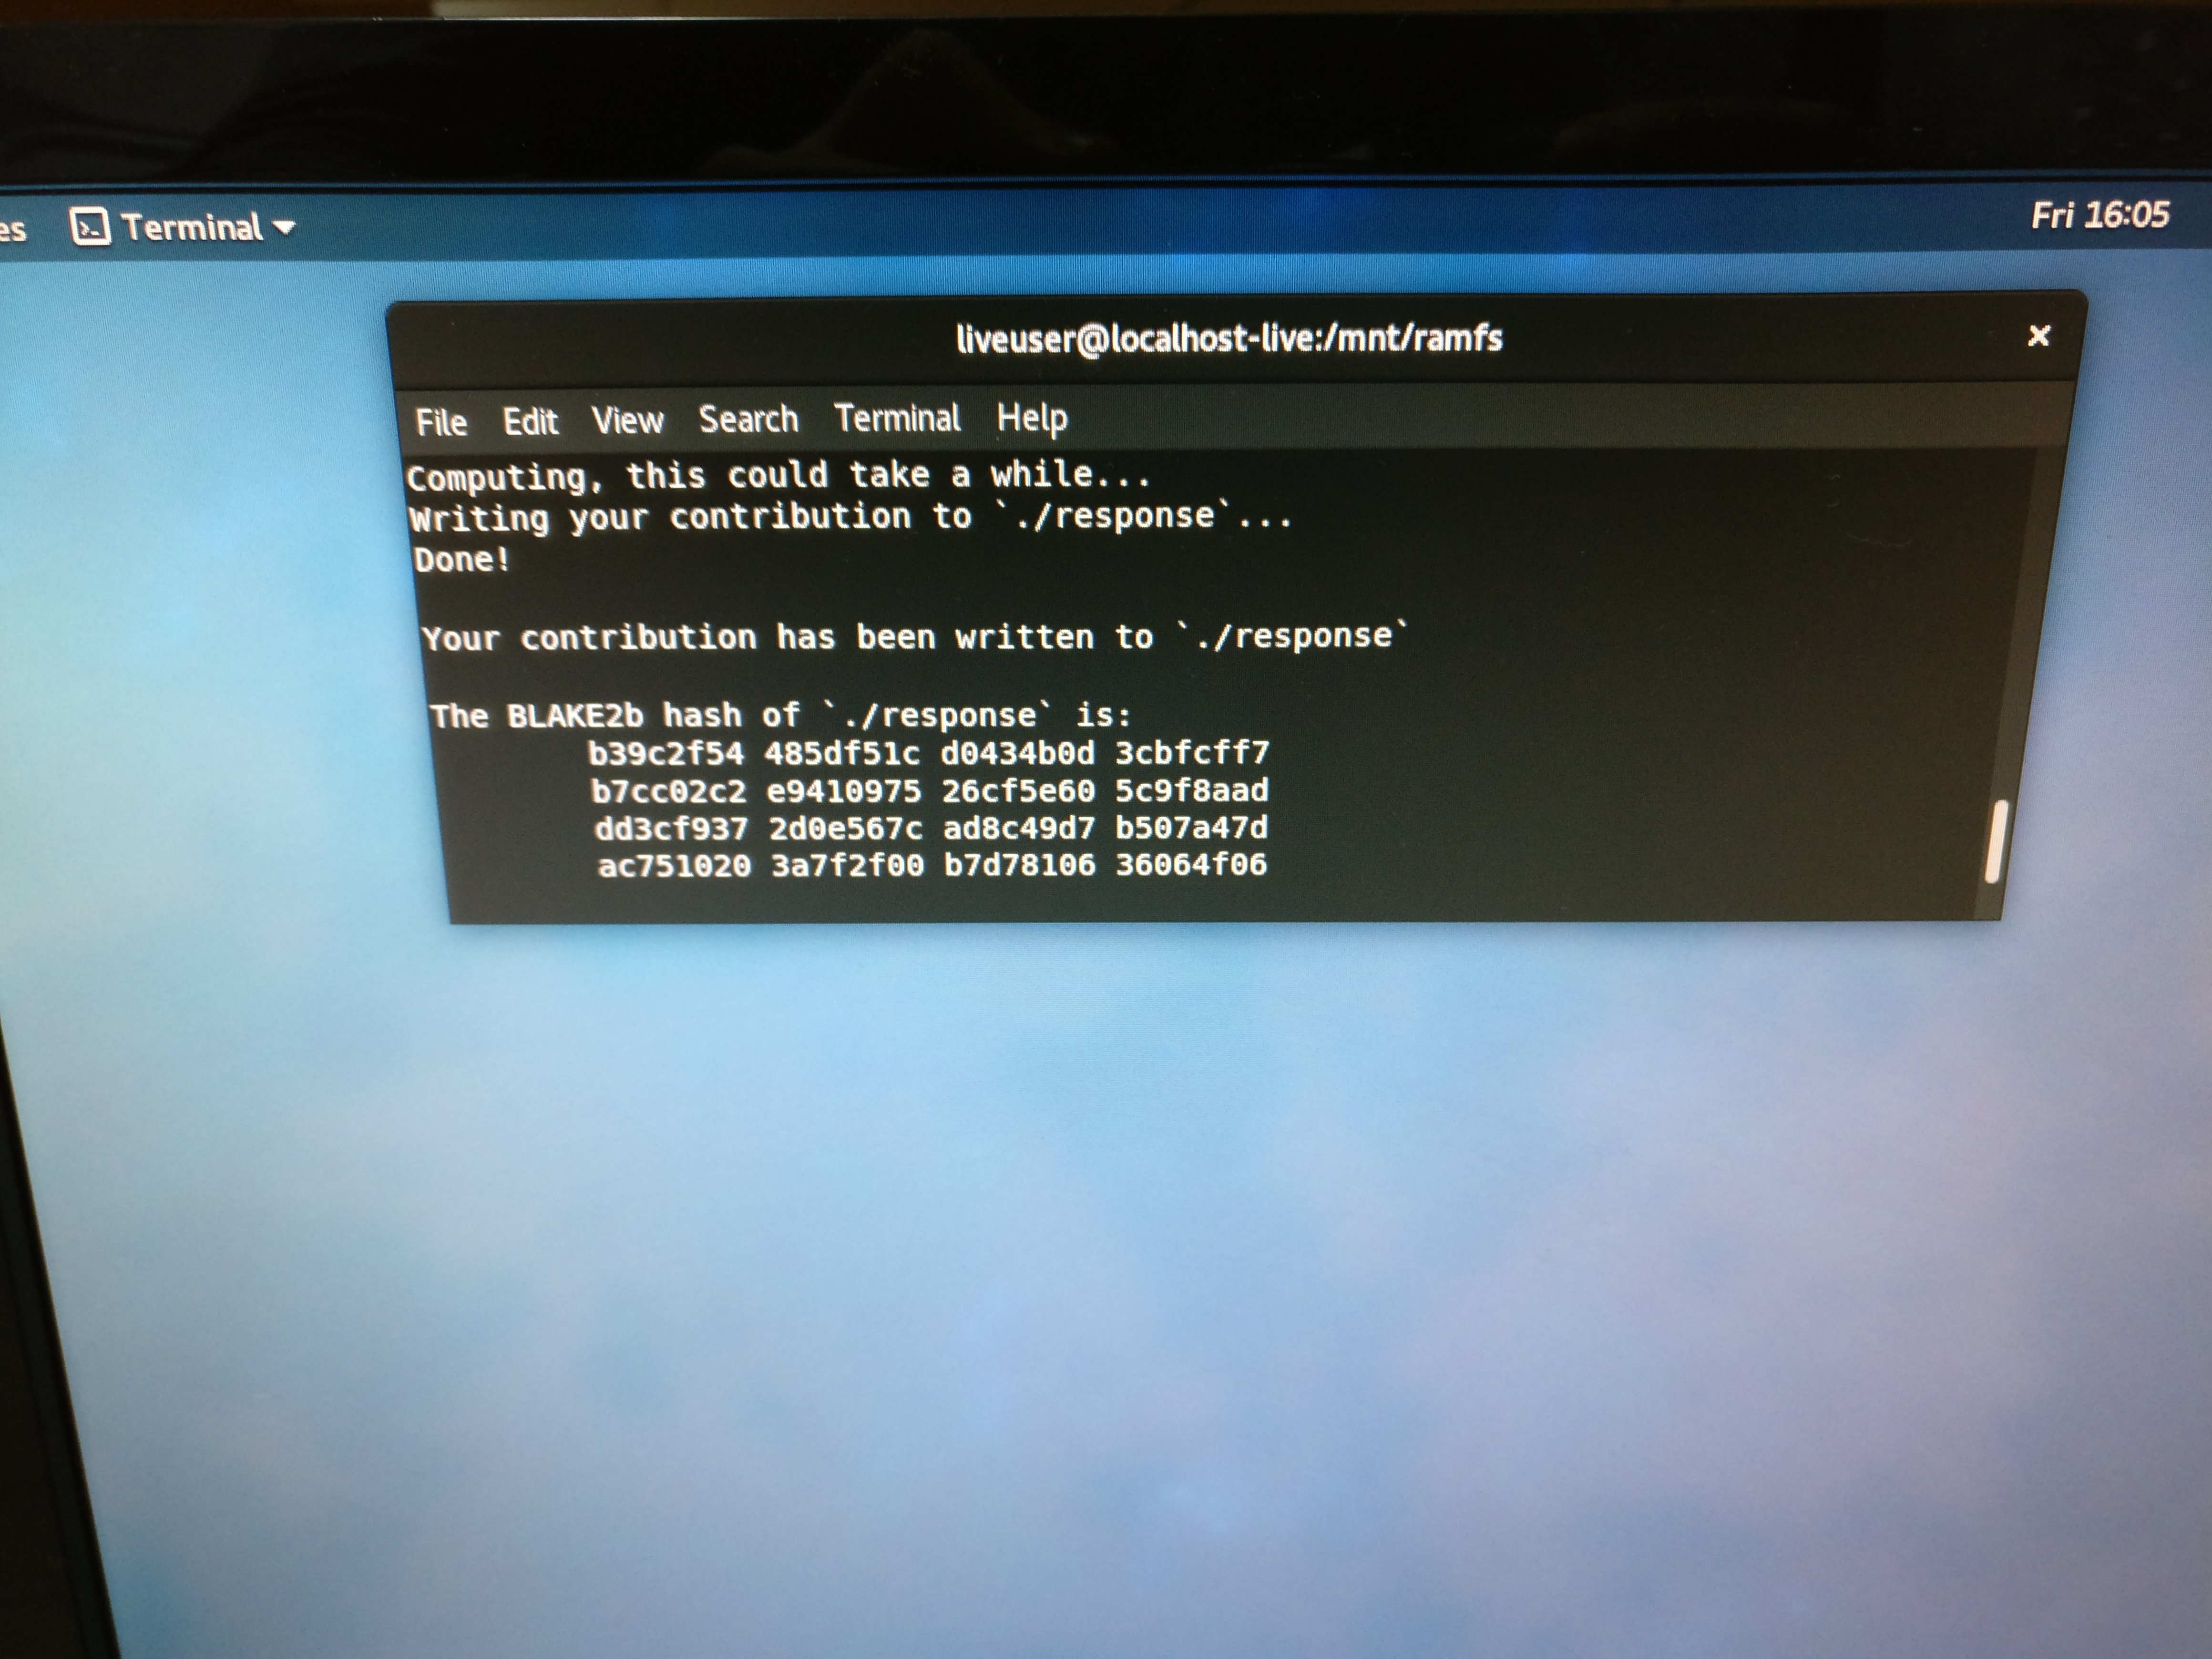 es Terminal Fri 16:05
liveuser@localhost-live:/mnt/ramfs
File Edit View Search Terminal Help
Computing, this could take a while...
Writing your contribution to `./response`...
Done!
Your contribution has been written to `./response`
The BLAKE2b hash of `./response` is:
b39c2f54 485df51c d0434b0d 3cbfcff7
b7cc02c2 e9410975 26cf5e60 5c9f8aad
dd3cf937 2d0e567c ad8c49d7 b507a47d
ac751020 3a7f2f00 b7d78106 36064f06